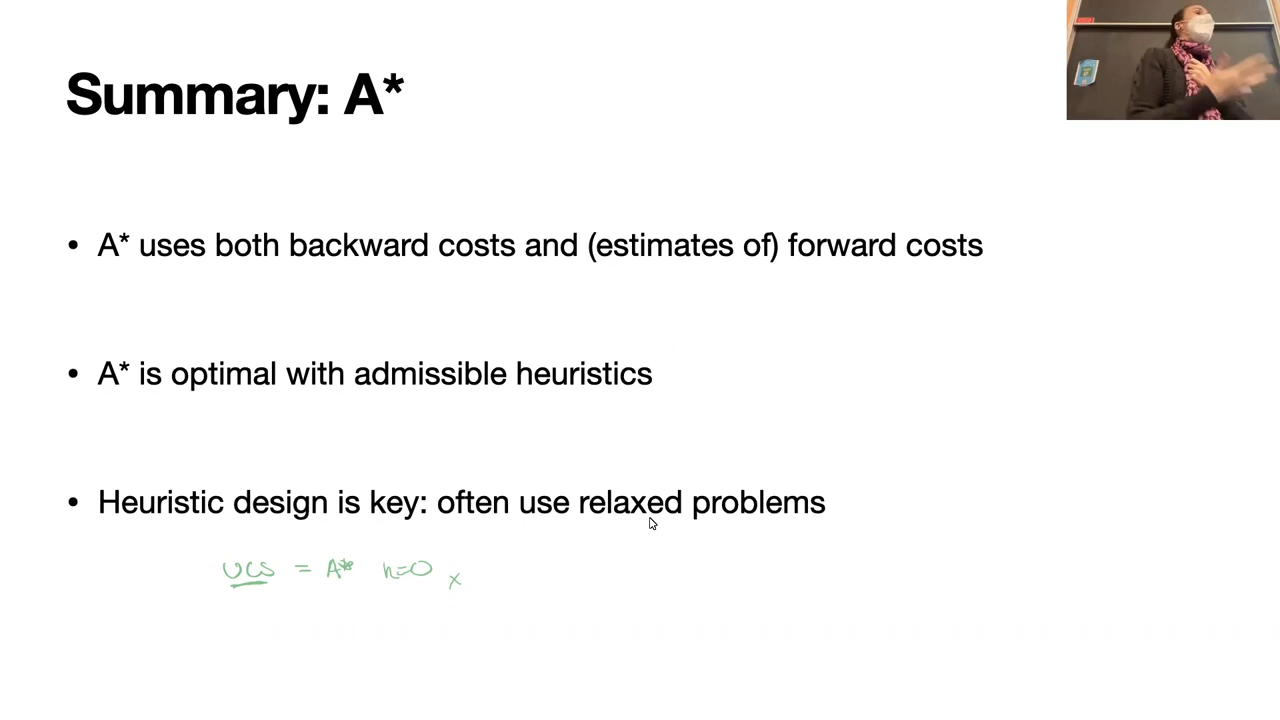 Summary: A*
• A* uses both backward costs and (estimates of) forward costs
• A* is optimal with admissible heuristics
• Heuristic design is key: often use relaxed problems
UCS = A* h=0 x